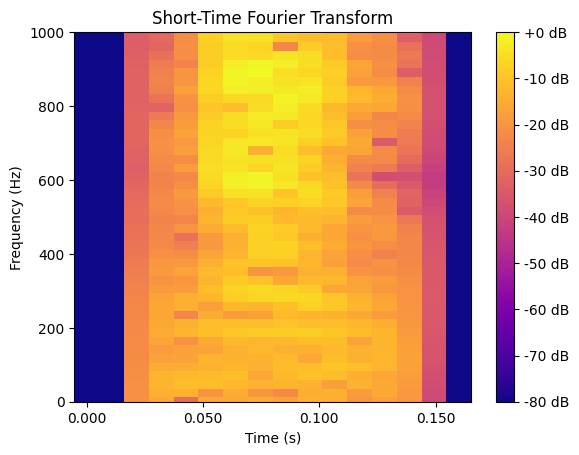 Short-Time Fourier Transform
Frequency (Hz)
1000
800
600
400
200
0
0.000
0.050
0.100
0.150
Time (s)
+0 dB
-10 dB
-20 dB
-30 dB
-40 dB
-50 dB
-60 dB
-70 dB
-80 dB